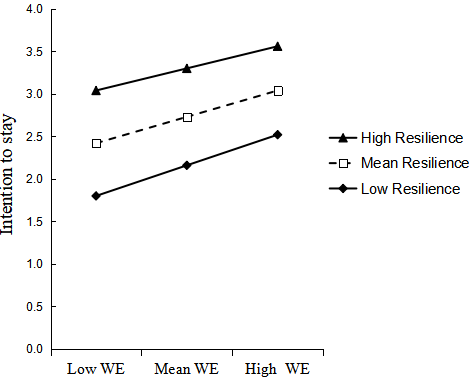 4.0
3.5
3.0
2.5
2.0
1.5
1.0
0.5
0.0
Intention to stay
Low WE
Mean WE
High WE
High Resilience
Mean Resilience
Low Resilience